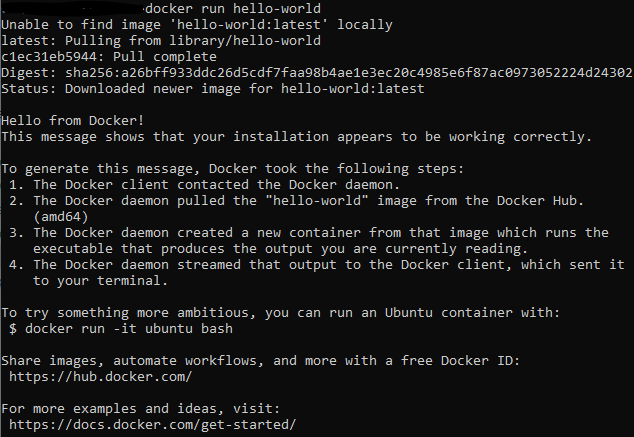 docker run hello-world
Unable to find image 'hello-world:latest' locally
latest: Pulling from library/hello-world
c1ec31eb5944: Pull complete
Digest: sha256:a26bff933ddc26d5cdf7faa98b4ae1e3ec20c4985e6f87ac0973052224d24302
Status: Downloaded newer image for hello-world:latest

Hello from Docker!
This message shows that your installation appears to be working correctly.

To generate this message, Docker took the following steps:
 1. The Docker client contacted the Docker daemon.
 2. The Docker daemon pulled the "hello-world" image from the Docker Hub.
    (amd64)
 3. The Docker daemon created a new container from that image which runs the
    executable that produces the output you are currently reading.
 4. The Docker daemon streamed that output to the Docker client, which sent it
    to your terminal.

To try something more ambitious, you can run an Ubuntu container with:
 $ docker run -it ubuntu bash

Share images, automate workflows, and more with a free Docker ID:
 https://hub.docker.com/

For more examples and ideas, visit:
 https://docs.docker.com/get-started/